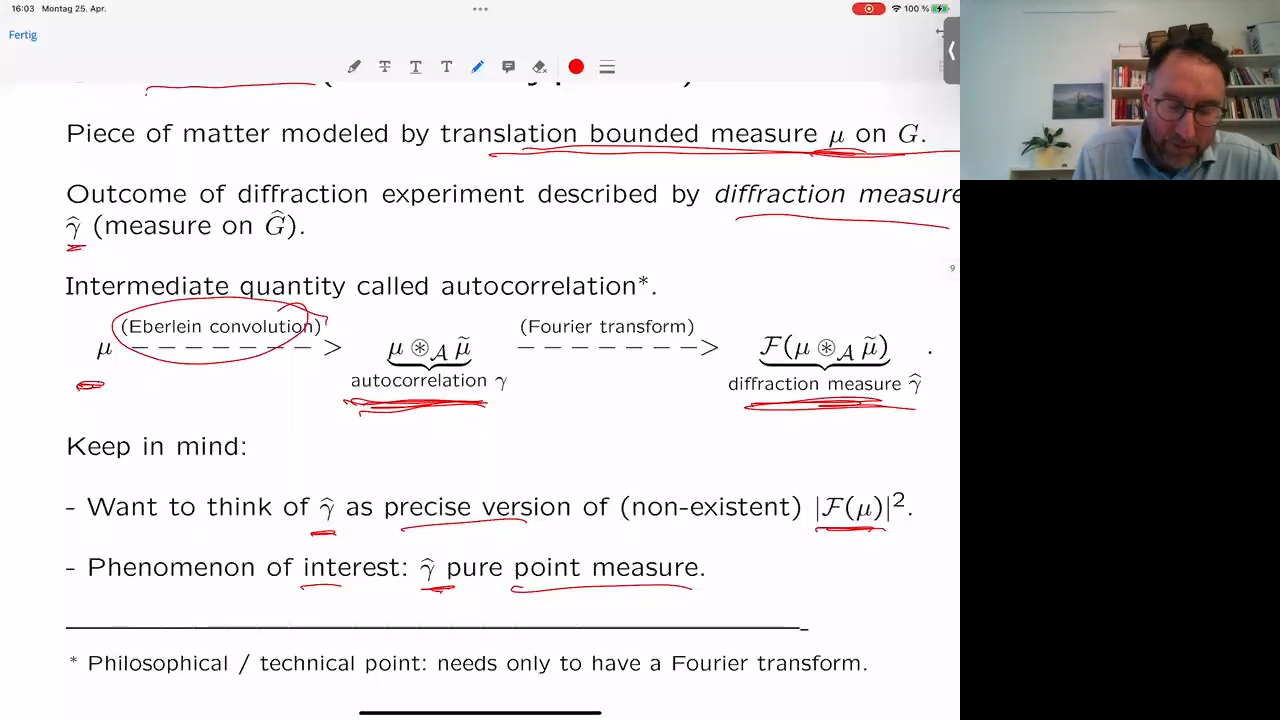 16:03 Montag 25. Apr.
100 %
Fertig
Piece of matter modeled by translation bounded measure μ on G.
Outcome of diffraction experiment described by diffraction measure
γ̂ (measure on Ĝ).
9
Intermediate quantity called autocorrelation*.
(Eberlein convolution) (Fourier transform)
μ − − − − − − − − > μ ⊛_A μ̃ − − − − − − − − > F(μ ⊛_A μ̃) .
autocorrelation γ diffraction measure γ̂
Keep in mind:
- Want to think of γ̂ as precise version of (non-existent) |F(μ)|².
- Phenomenon of interest: γ̂ pure point measure.
* Philosophical / technical point: needs only to have a Fourier transform.